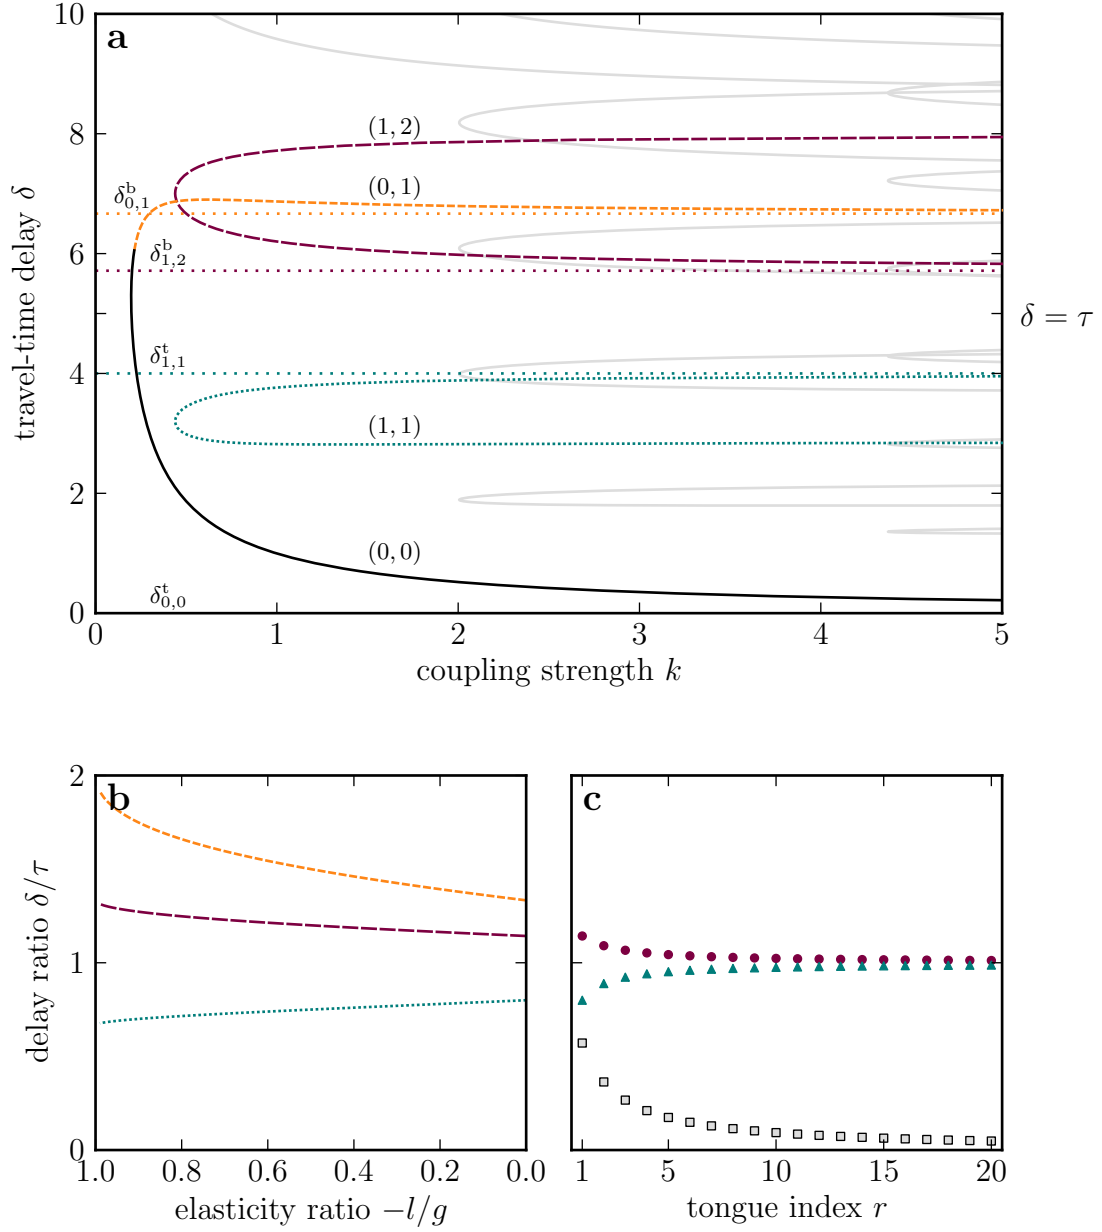 a
travel-time delay δ
10
8
6
4
2
0
(1, 2)
(0, 1)
δ^b_{0,1}
δ^b_{1,2}
δ = τ
δ^t_{1,1}
(1, 1)
(0, 0)
δ^t_{0,0}
0 1 2 3 4 5
coupling strength k
b
delay ratio δ/τ
2
1
0
1.0 0.8 0.6 0.4 0.2 0.0
elasticity ratio −l/g
c
1 5 10 15 20
tongue index r